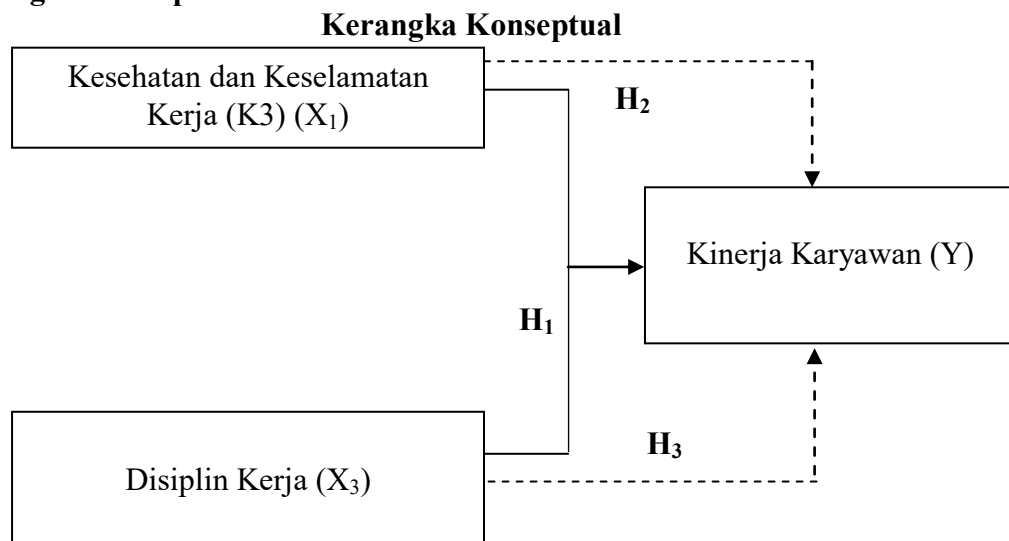 Kerangka Konseptual
Kesehatan dan Keselamatan
Kerja (K3) (X₁)
H₂
Kinerja Karyawan (Y)
H₁
H₃
Disiplin Kerja (X₃)